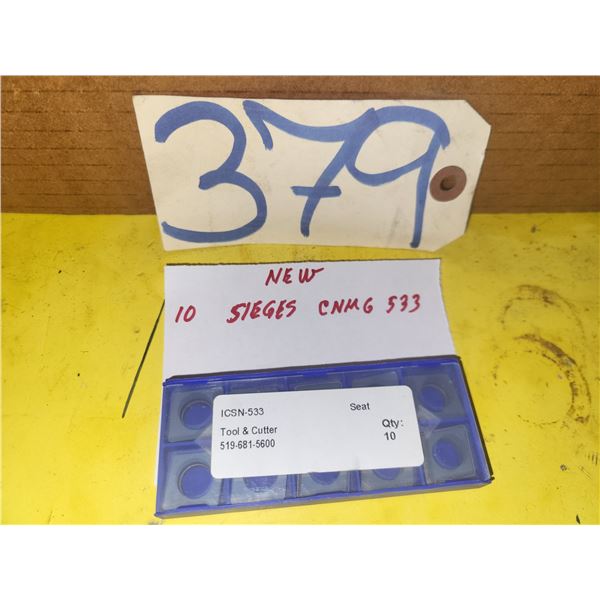 379
NEW
10 SIEGES CNMG 533
ICSN-533 Seat
Tool & Cutter Qty:
519-681-5600 10